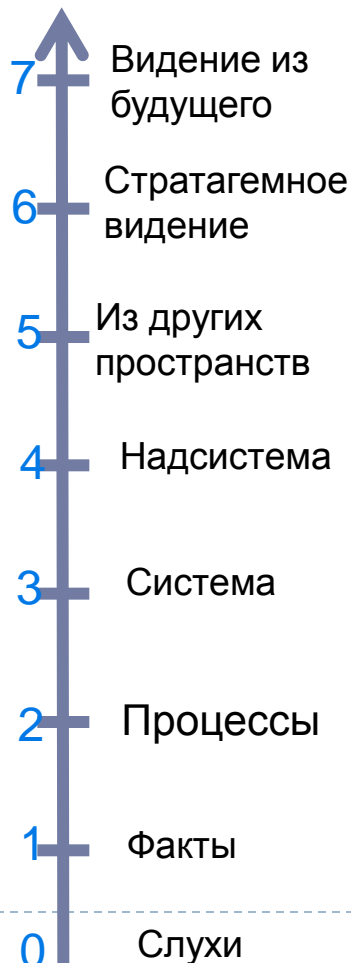 7 Видение из
будущего
6 Стратагемное
видение
5 Из других
пространств
4 Надсистема
3 Система
2 Процессы
1 Факты
0 Слухи